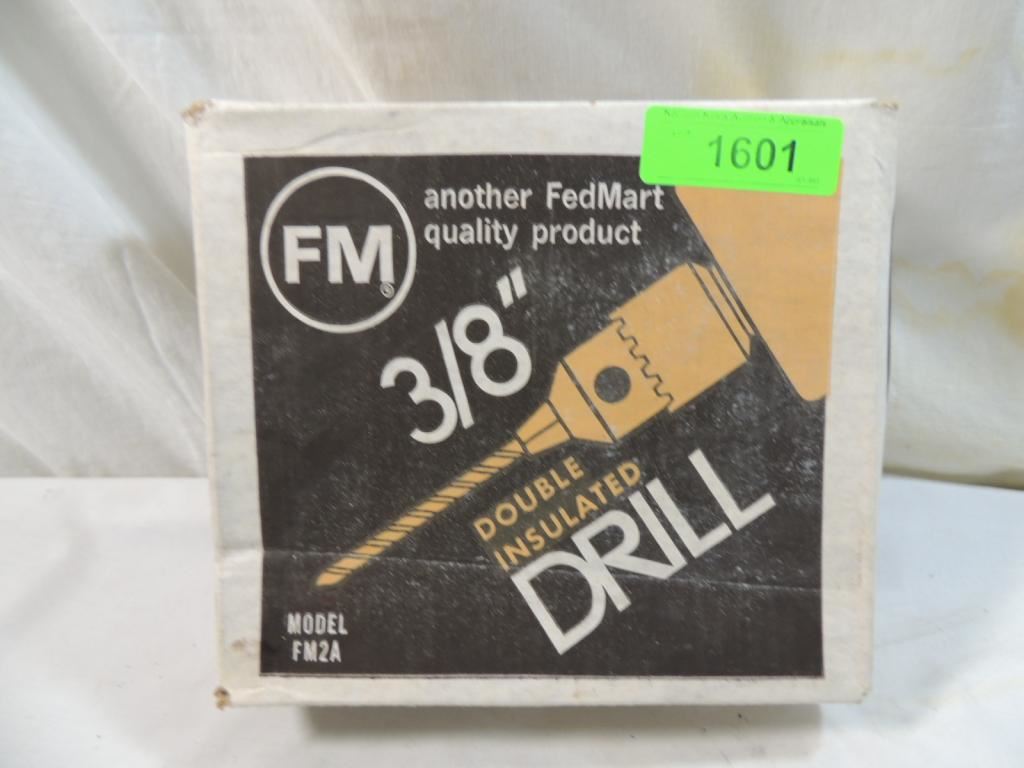 1601
FM
another FedMart
quality product
3/8"
DOUBLE
INSULATED
DRILL
MODEL
FM2A